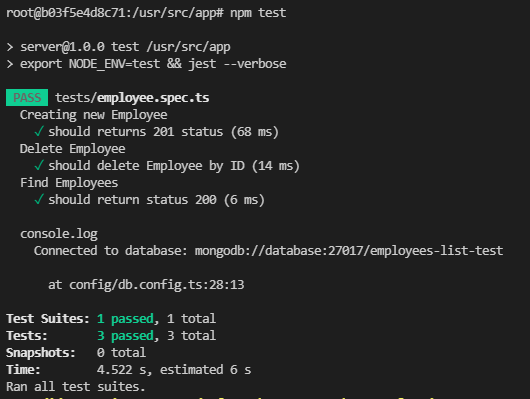 root@b03f5e4d8c71:/usr/src/app# npm test
> server@1.0.0 test /usr/src/app
> export NODE_ENV=test && jest --verbose
PASS tests/employee.spec.ts
Creating new Employee
✓ should returns 201 status (68 ms)
Delete Employee
✓ should delete Employee by ID (14 ms)
Find Employees
✓ should return status 200 (6 ms)
console.log
Connected to database: mongodb://database:27017/employees-list-test
at config/db.config.ts:28:13
Test Suites: 1 passed, 1 total
Tests: 3 passed, 3 total
Snapshots: 0 total
Time: 4.522 s, estimated 6 s
Ran all test suites.